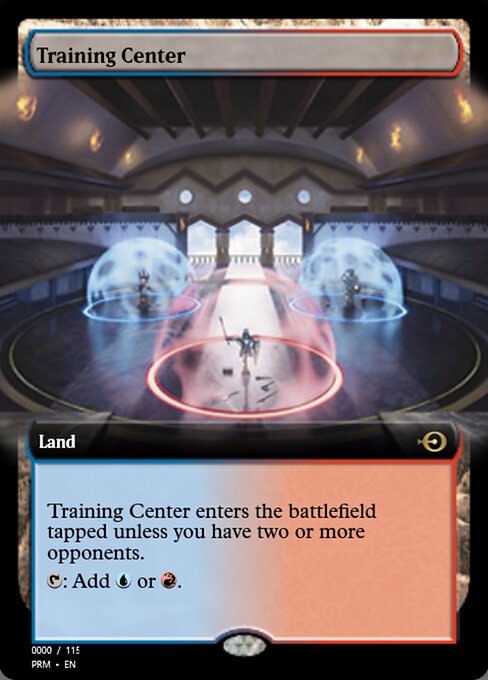 Training Center
Land
Training Center enters the battlefield
tapped unless you have two or more
opponents.
: Add or .
0000 / 115
PRM • EN